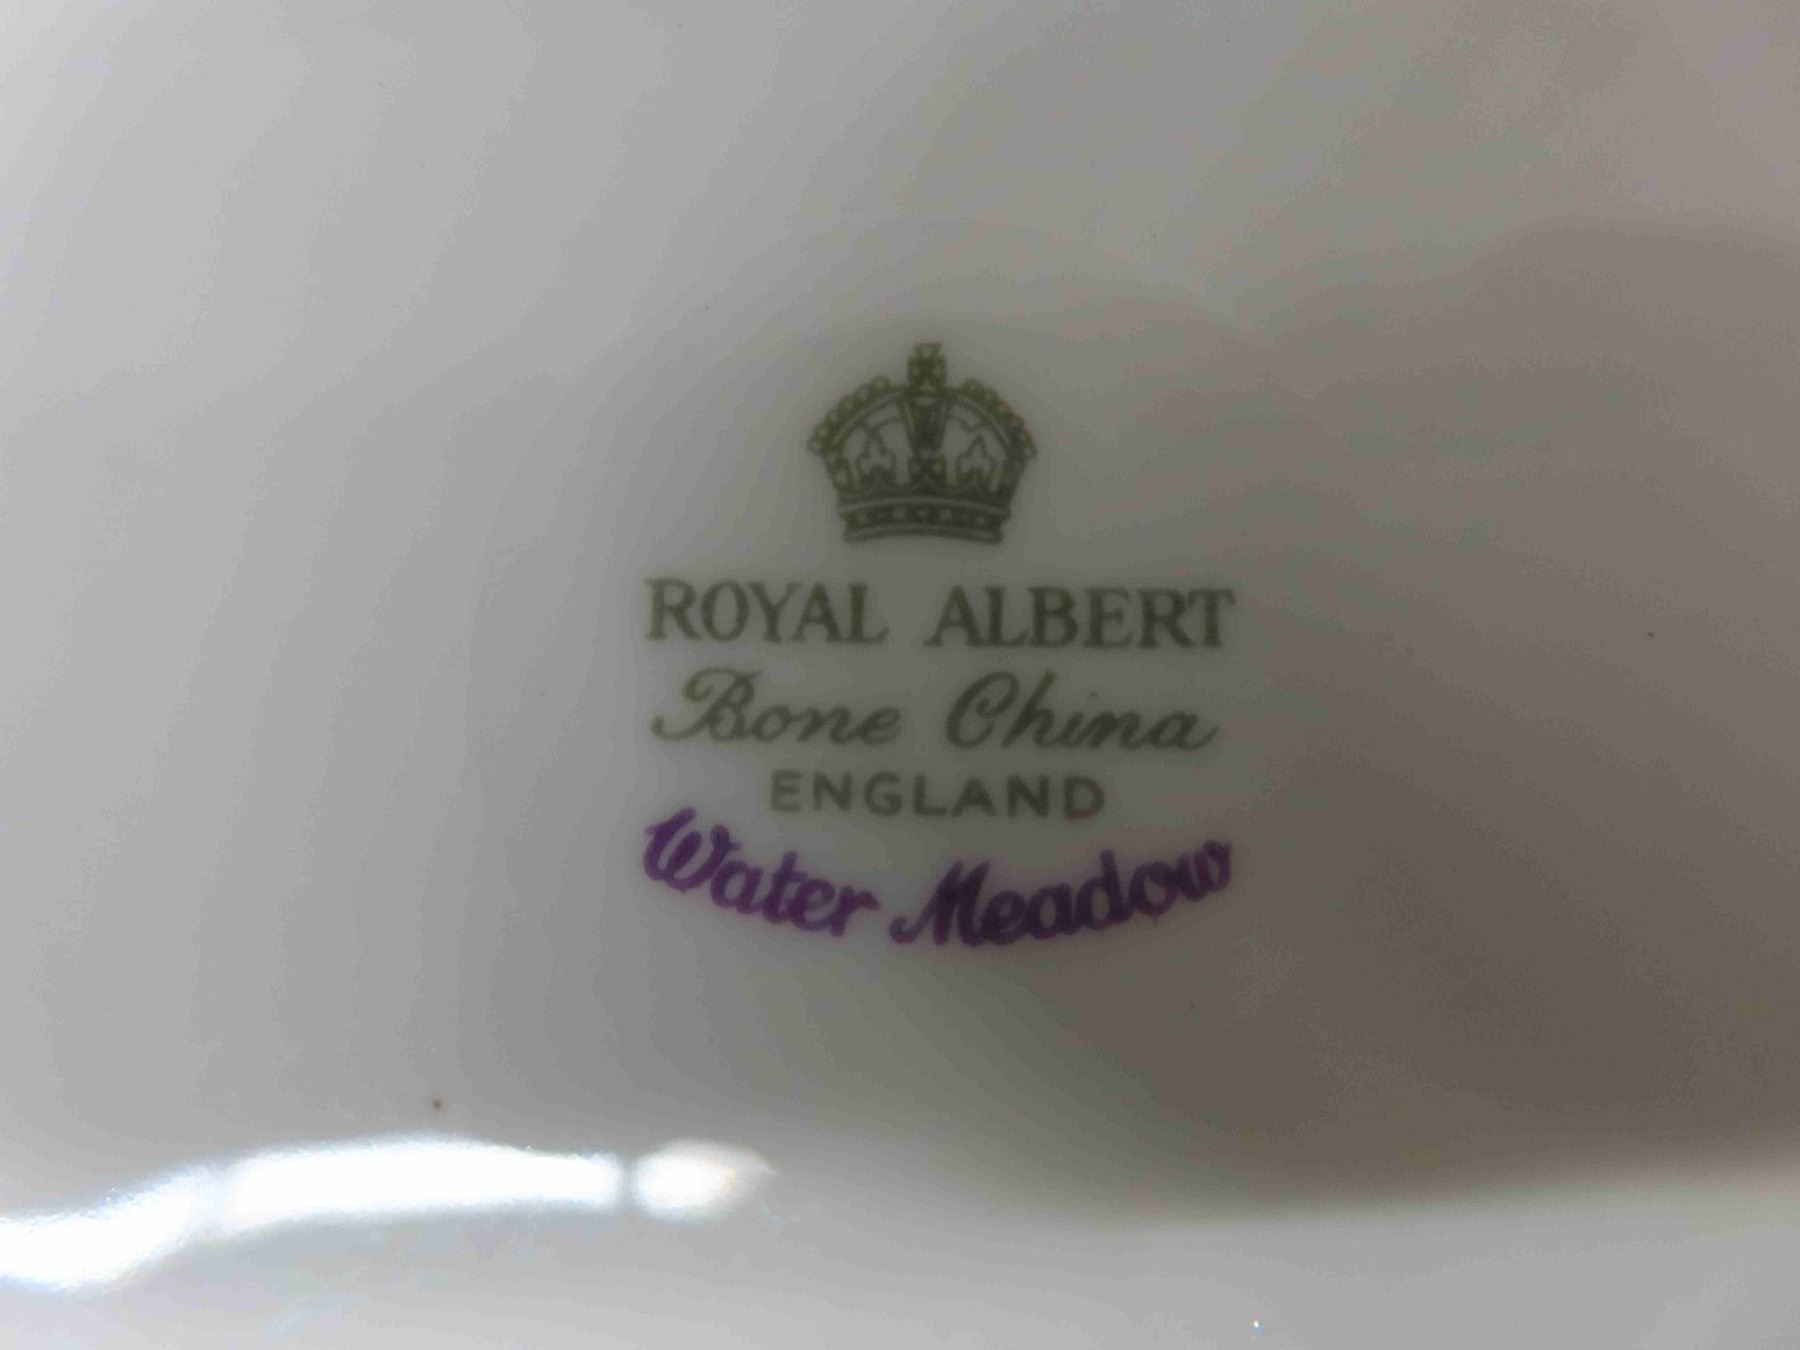 ROYAL ALBERT
Bone China
ENGLAND
Water Meadow